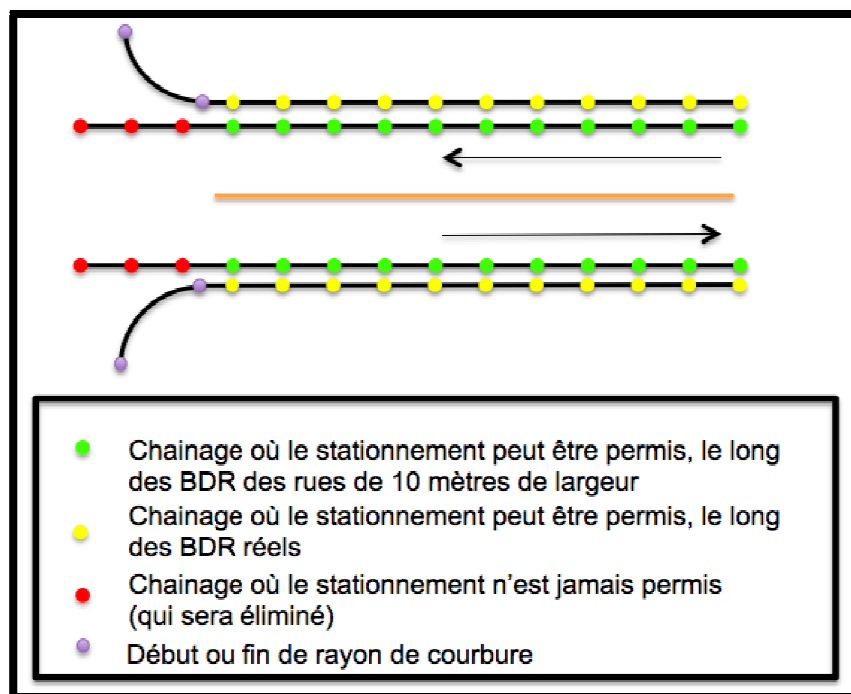 Chainage où le stationnement peut être permis, le long
des BDR des rues de 10 mètres de largeur
Chainage où le stationnement peut être permis, le long
des BDR réels
Chainage où le stationnement n’est jamais permis
(qui sera éliminé)
Début ou fin de rayon de courbure